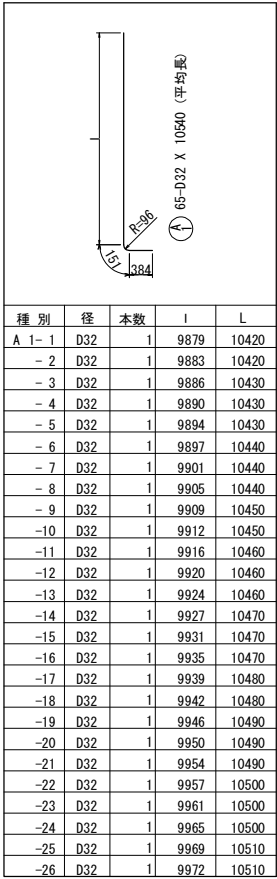 l
R=96
151
384
A 1 65-D32 X 10540 (平均長)
種 別 径 本数 l L
A 1- 1 D32 1 9879 10420
- 2 D32 1 9883 10420
- 3 D32 1 9886 10430
- 4 D32 1 9890 10430
- 5 D32 1 9894 10430
- 6 D32 1 9897 10440
- 7 D32 1 9901 10440
- 8 D32 1 9905 10440
- 9 D32 1 9909 10450
-10 D32 1 9912 10450
-11 D32 1 9916 10460
-12 D32 1 9920 10460
-13 D32 1 9924 10460
-14 D32 1 9927 10470
-15 D32 1 9931 10470
-16 D32 1 9935 10470
-17 D32 1 9939 10480
-18 D32 1 9942 10480
-19 D32 1 9946 10490
-20 D32 1 9950 10490
-21 D32 1 9954 10490
-22 D32 1 9957 10500
-23 D32 1 9961 10500
-24 D32 1 9965 10500
-25 D32 1 9969 10510
-26 D32 1 9972 10510